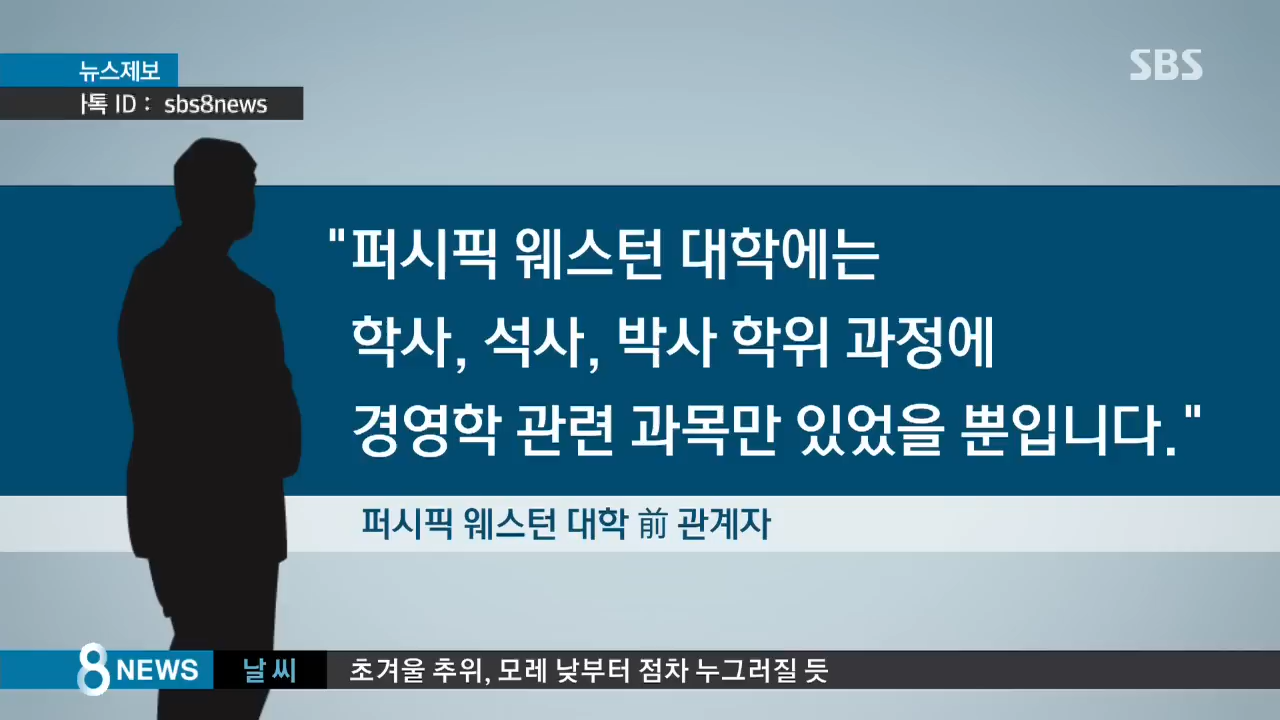 뉴스제보
SBS
톡 ID : sbs8news
"퍼시픽 웨스턴 대학에는
학사, 석사, 박사 학위 과정에
경영학 관련 과목만 있었을 뿐입니다."
퍼시픽 웨스턴 대학 前 관계자
8 NEWS 날씨 초겨울 추위, 모레 낮부터 점차 누그러질 듯